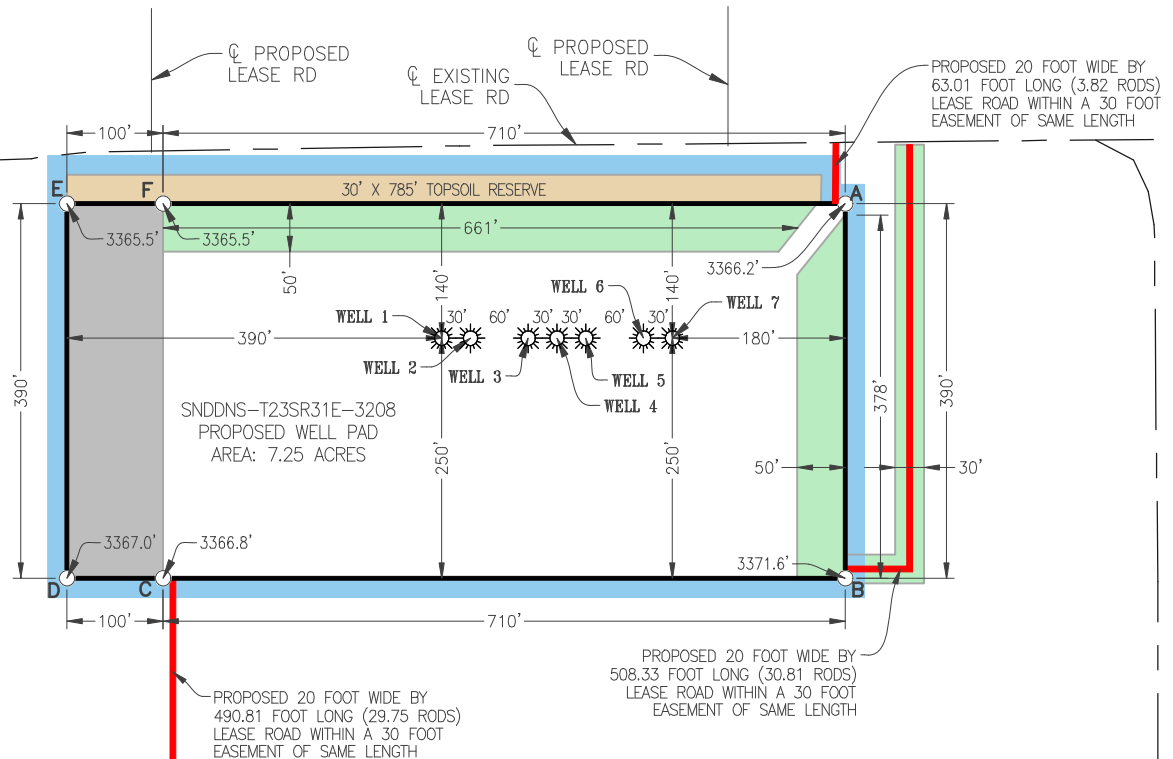 ℄ PROPOSED
LEASE RD
℄ EXISTING
LEASE RD
℄ PROPOSED
LEASE RD
PROPOSED 20 FOOT WIDE BY
63.01 FOOT LONG (3.82 RODS)
LEASE ROAD WITHIN A 30 FOOT
EASEMENT OF SAME LENGTH
100'
710'
E
F
30' X 785' TOPSOIL RESERVE
A
3365.5'
3365.5'
661'
3366.2'
50'
140'
140'
WELL 6
WELL 7
WELL 1
30'
60'
30'
30'
60'
30'
390'
180'
WELL 2
WELL 3
WELL 5
WELL 4
390'
378'
390'
SNDDNS-T23SR31E-3208
PROPOSED WELL PAD
AREA: 7.25 ACRES
250'
250'
50'
30'
3367.0'
3366.8'
3371.6'
D
C
B
100'
710'
PROPOSED 20 FOOT WIDE BY
490.81 FOOT LONG (29.75 RODS)
LEASE ROAD WITHIN A 30 FOOT
EASEMENT OF SAME LENGTH
PROPOSED 20 FOOT WIDE BY
508.33 FOOT LONG (30.81 RODS)
LEASE ROAD WITHIN A 30 FOOT
EASEMENT OF SAME LENGTH